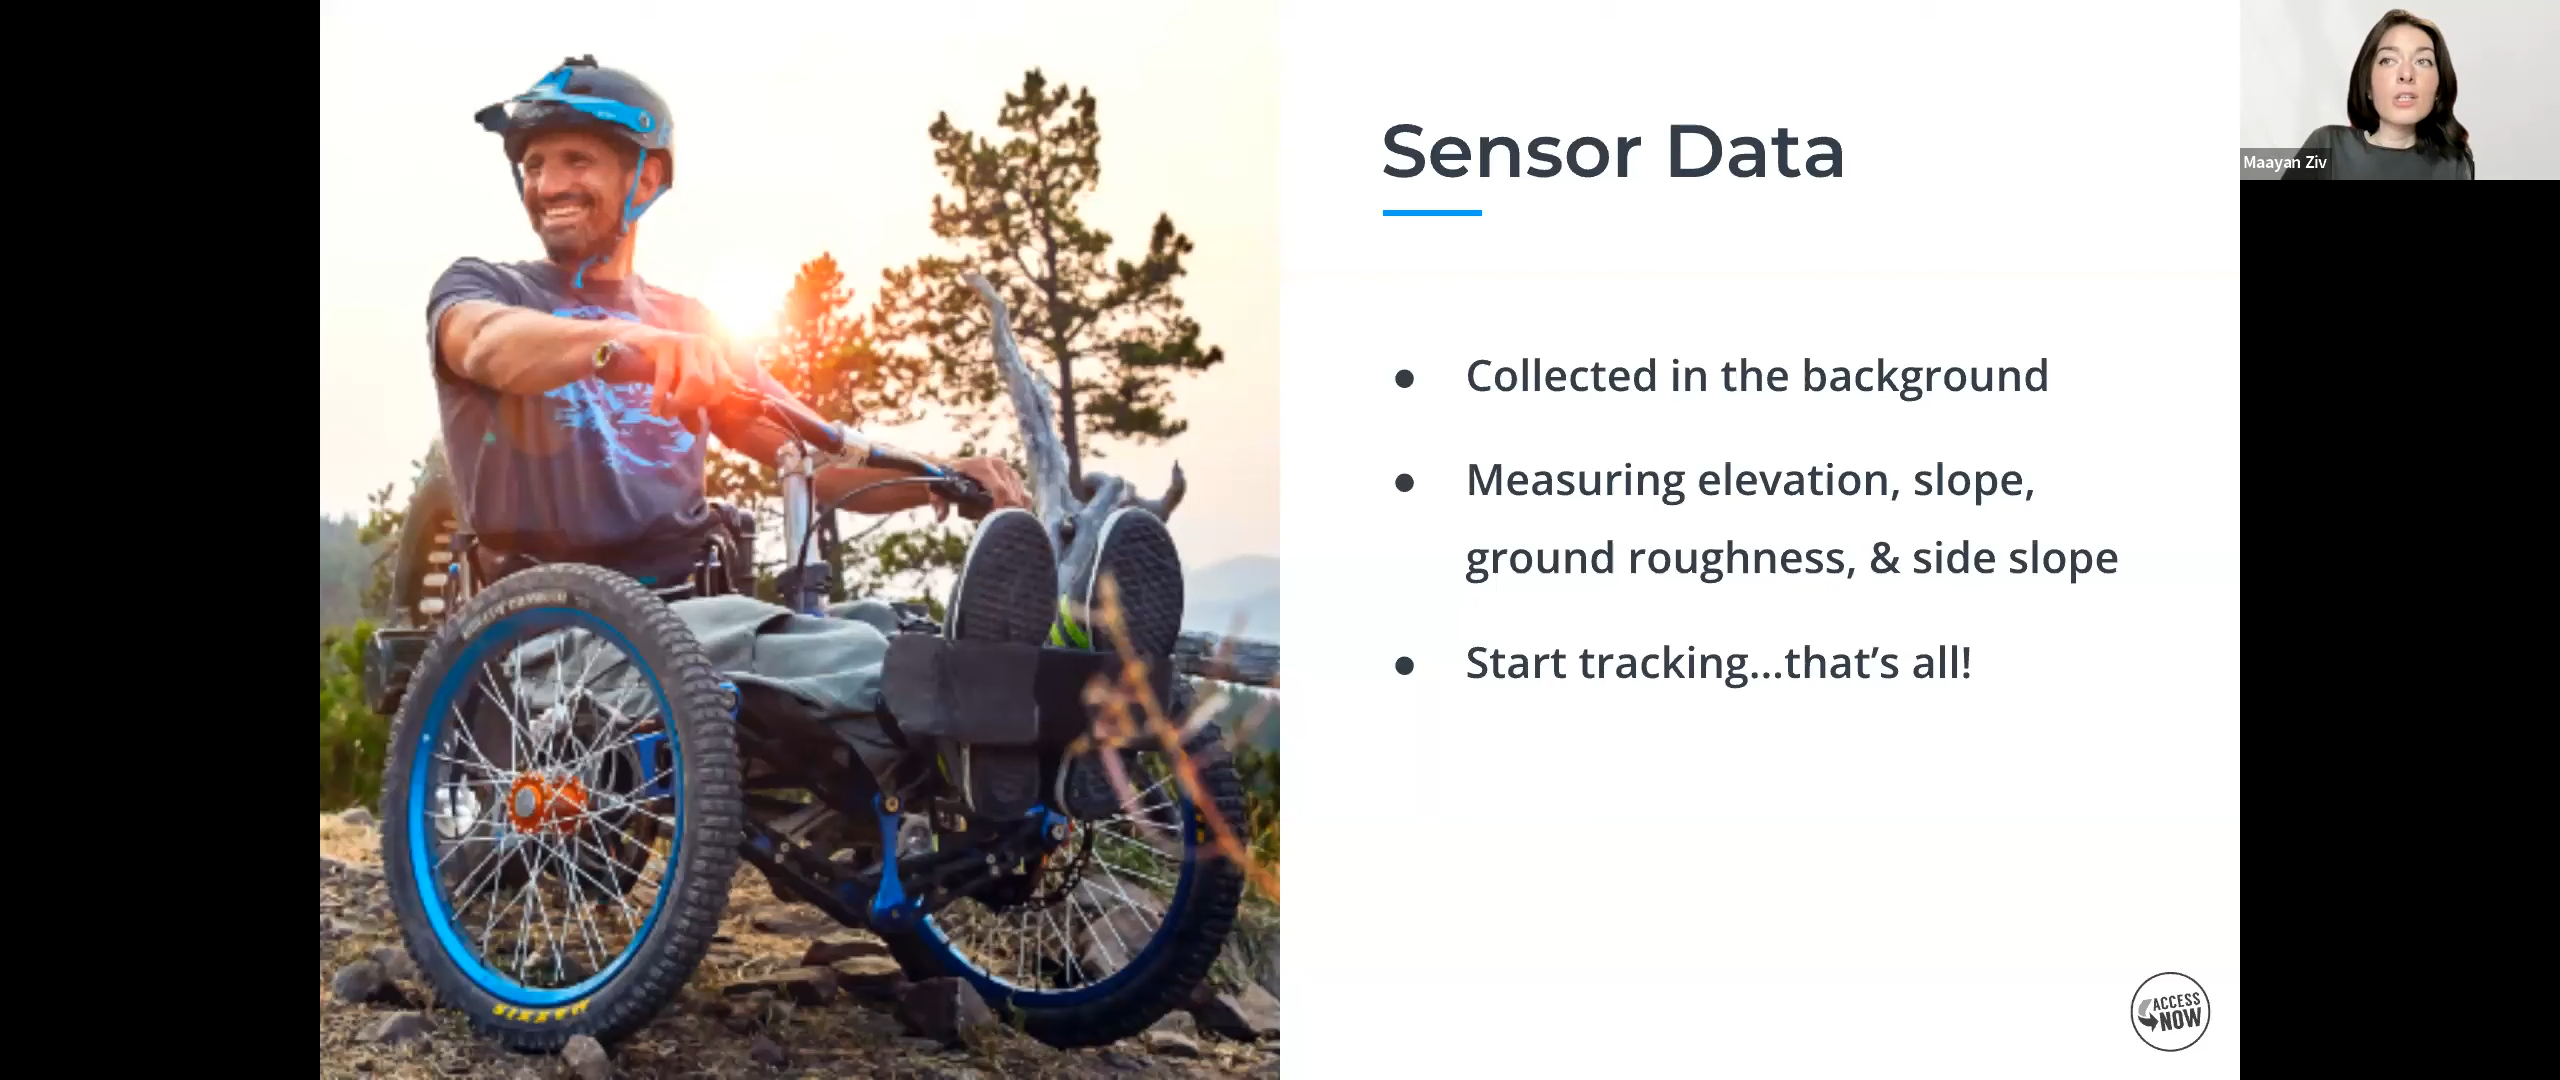 Sensor Data
Maayan Ziv
● Collected in the background
● Measuring elevation, slope,
ground roughness, & side slope
● Start tracking...that’s all!
ACCESS
NOW
MAXXIS